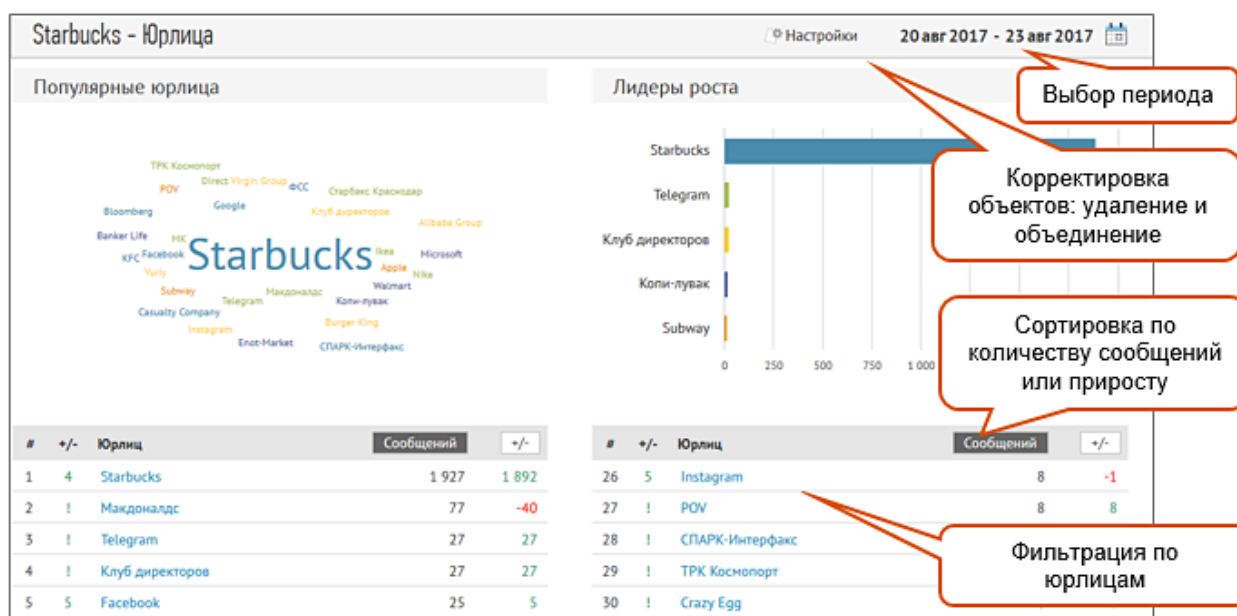 Starbucks - Юрлица
Настройки
20 авг 2017 - 23 авг 2017
Выбор периода
Популярные юрлица
ТРК Космопорт
POV
Direct
Virgin Group
ФСС
Старбакс Краснодар
Bloomberg
Google
Клуб директоров
Alibaba Group
Banker Life
МК
KFC
Facebook
Starbucks
Ikea
Microsoft
Yarly
Apple
Nike
Subway
Walmart
Telegram
Макдоналдс
Копи-лувак
Casualty Company
Instagram
Burger King
Enot-Market
СПАРК-Интерфакс
Лидеры роста
Starbucks
Telegram
Клуб директоров
Копи-лувак
Subway
0 250 500 750 1 000
Корректировка
объектов: удаление и
объединение
Сортировка по
количеству сообщений
или приросту
# +/- Юрлиц Сообщений +/-
1 4 Starbucks 1 927 1 892
2 ! Макдоналдс 77 -40
3 ! Telegram 27 27
4 ! Клуб директоров 27 27
5 5 Facebook 25 5
# +/- Юрлиц Сообщений +/-
26 5 Instagram 8 -1
27 ! POV 8 8
28 ! СПАРК-Интерфакс
29 ! ТРК Космопорт
30 ! Crazy Egg
Фильтрация по
юрлицам